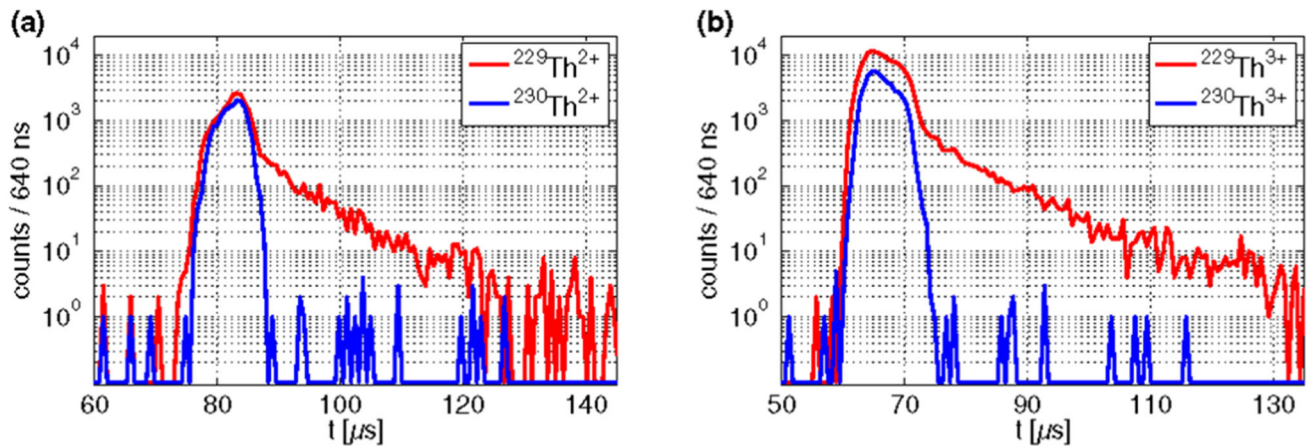 (a)
counts / 640 ns
10⁴
10³
10²
10¹
10⁰
²²⁹Th²⁺
²³⁰Th²⁺
60 80 100 120 140
t [μs]
(b)
counts / 640 ns
10⁴
10³
10²
10¹
10⁰
²²⁹Th³⁺
²³⁰Th³⁺
50 70 90 110 130
t [μs]